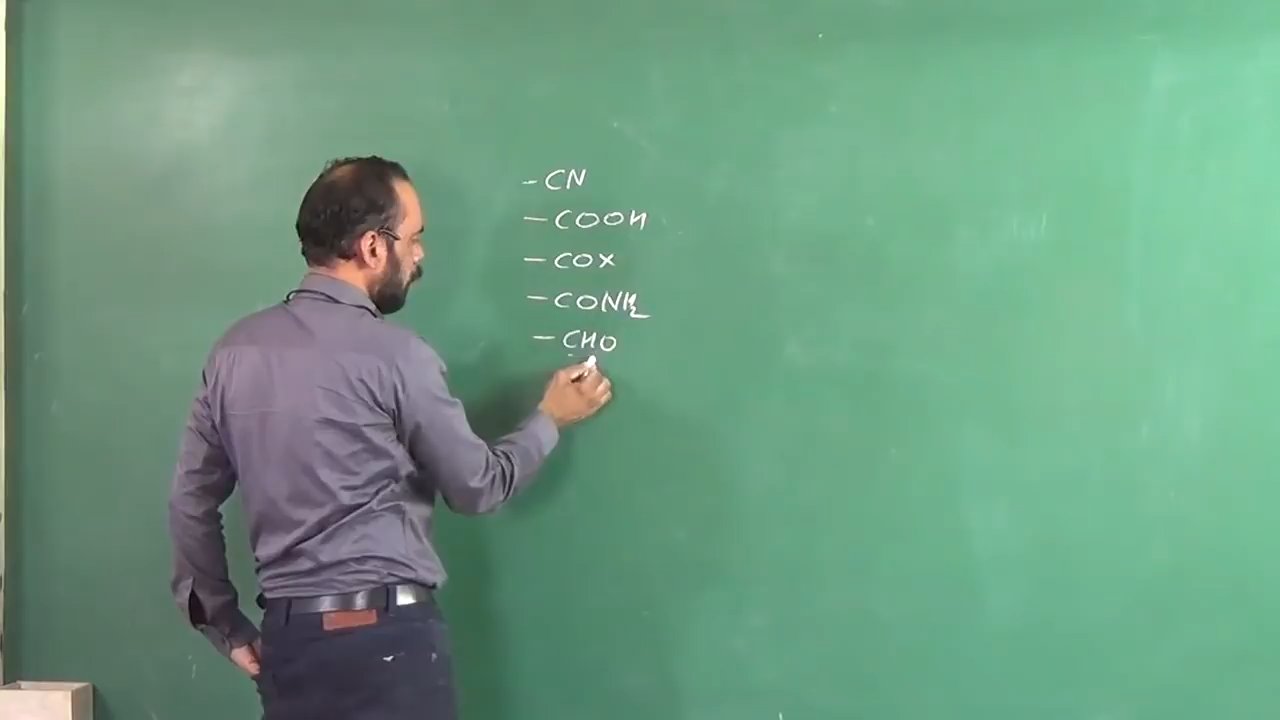 - CN
- COOH
- COX
- CONH2
- CHO